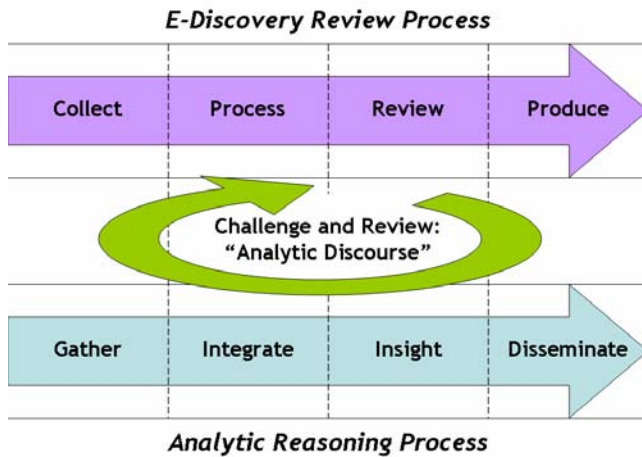 E-Discovery Review Process
Collect Process Review Produce
Challenge and Review:
“Analytic Discourse”
Gather Integrate Insight Disseminate
Analytic Reasoning Process